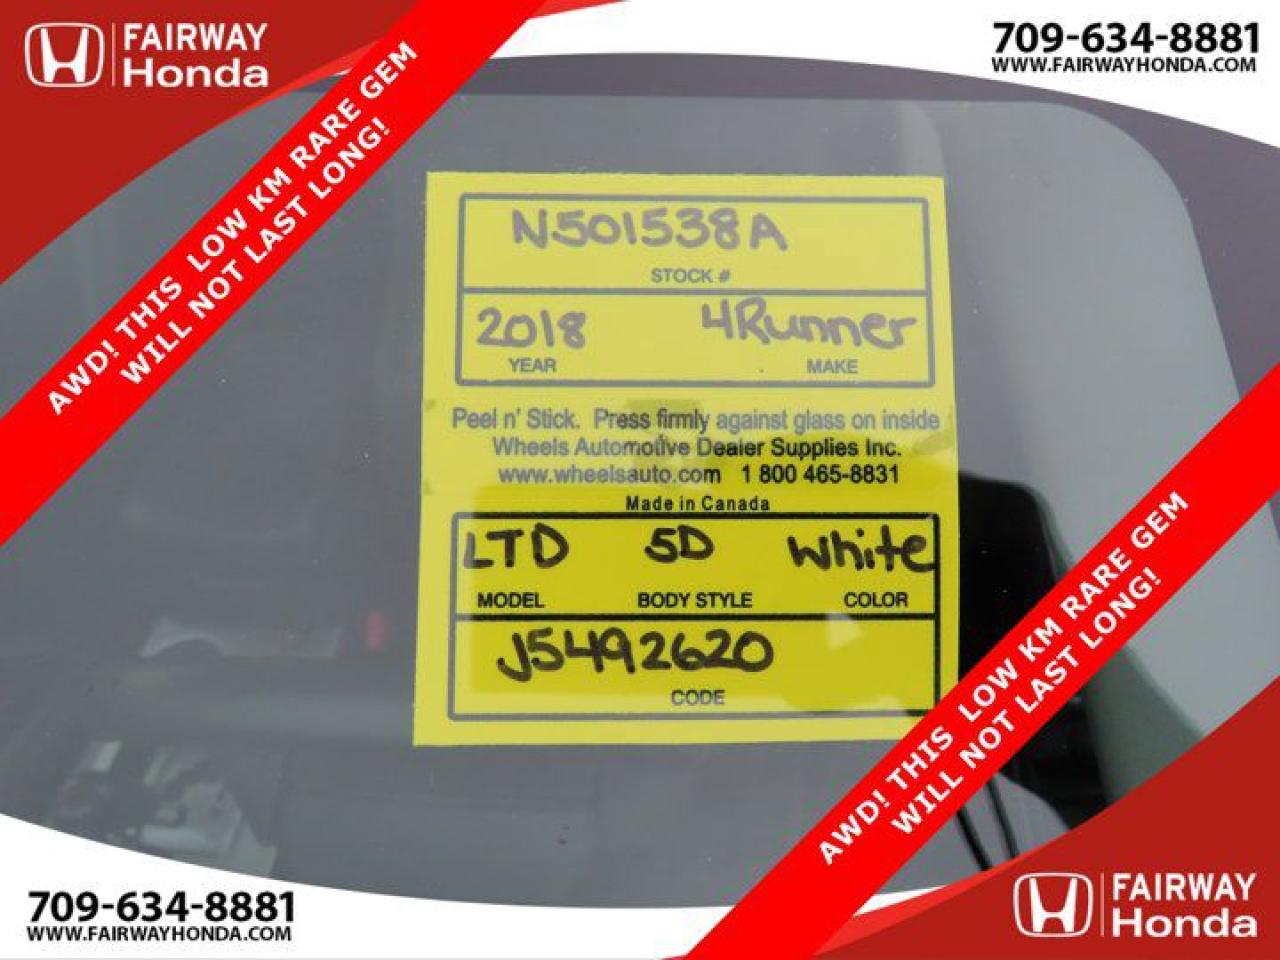 FAIRWAY
Honda
709-634-8881
WWW.FAIRWAYHONDA.COM
AWD! THIS LOW KM RARE GEM
WILL NOT LAST LONG!
N501538A
STOCK #
2018 4Runner
YEAR MAKE
Peel n' Stick. Press firmly against glass on inside
Wheels Automotive Dealer Supplies Inc.
www.wheelsauto.com 1 800 465-8831
Made in Canada
LTD 5D White
MODEL BODY STYLE COLOR
J5492620
CODE
AWD! THIS LOW KM RARE GEM
WILL NOT LAST LONG!
709-634-8881
WWW.FAIRWAYHONDA.COM
FAIRWAY
Honda